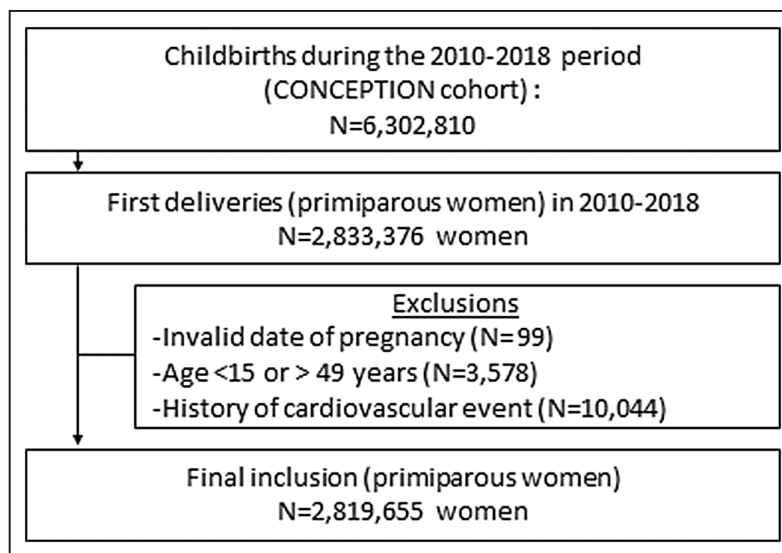 Childbirths during the 2010-2018 period
(CONCEPTION cohort) :
N=6,302,810
First deliveries (primiparous women) in 2010-2018
N=2,833,376 women
Exclusions
-Invalid date of pregnancy (N=99)
-Age <15 or > 49 years (N=3,578)
-History of cardiovascular event (N=10,044)
Final inclusion (primiparous women)
N=2,819,655 women